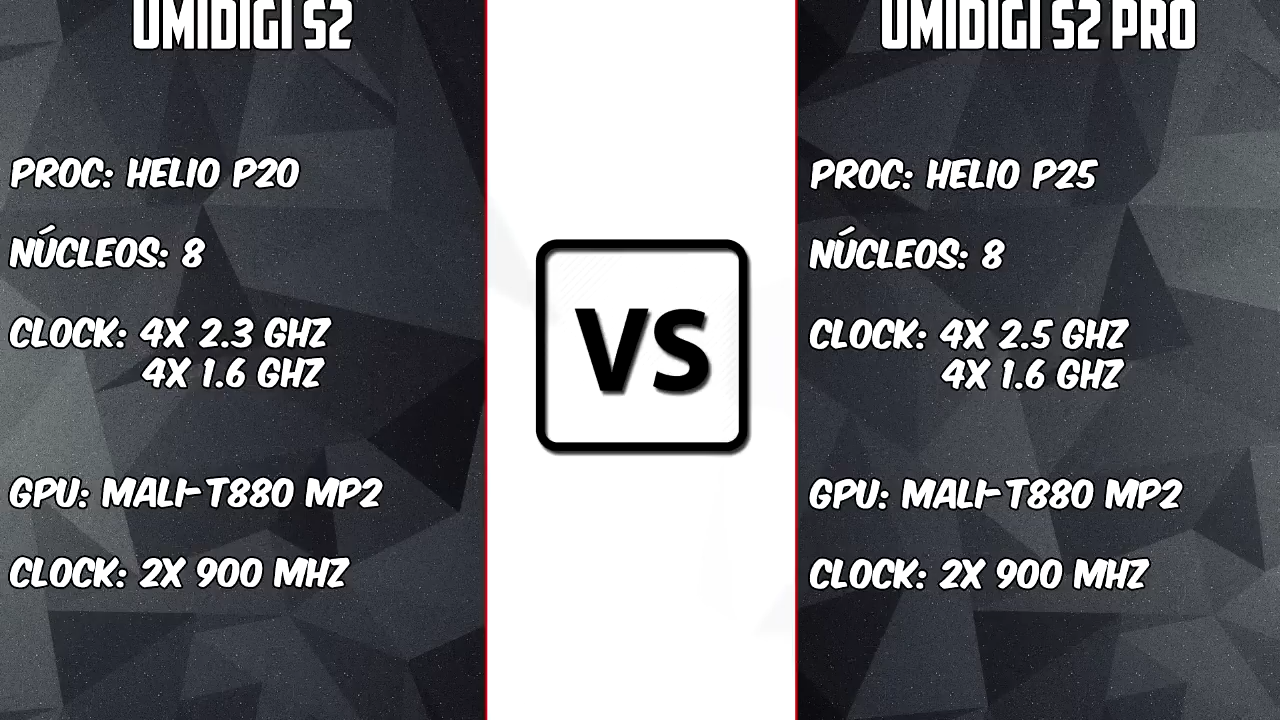 UMIDIGI S2
PROC: HELIO P20
NÚCLEOS: 8
CLOCK: 4X 2.3 GHZ
4X 1.6 GHZ
GPU: MALI-T880 MP2
CLOCK: 2X 900 MHZ
VS
UMIDIGI S2 PRO
PROC: HELIO P25
NÚCLEOS: 8
CLOCK: 4X 2.5 GHZ
4X 1.6 GHZ
GPU: MALI-T880 MP2
CLOCK: 2X 900 MHZ